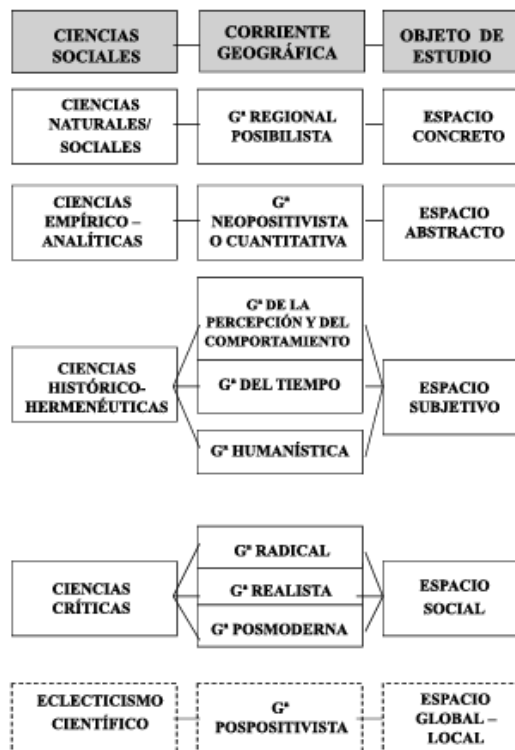 CIENCIAS
SOCIALES
CORRIENTE
GEOGRÁFICA
OBJETO DE
ESTUDIO
CIENCIAS
NATURALES/
SOCIALES
Gª REGIONAL
POSIBILISTA
ESPACIO
CONCRETO
CIENCIAS
EMPÍRICO –
ANALÍTICAS
Gª
NEOPOSITIVISTA
O CUANTITATIVA
ESPACIO
ABSTRACTO
CIENCIAS
HISTÓRICO-
HERMENÉUTICAS
Gª DE LA
PERCEPCIÓN Y DEL
COMPORTAMIENTO
Gª DEL TIEMPO
Gª HUMANÍSTICA
ESPACIO
SUBJETIVO
CIENCIAS
CRÍTICAS
Gª RADICAL
Gª REALISTA
Gª POSMODERNA
ESPACIO
SOCIAL
ECLECTICISMO
CIENTÍFICO
Gª
POSPOSITIVISTA
ESPACIO
GLOBAL –
LOCAL